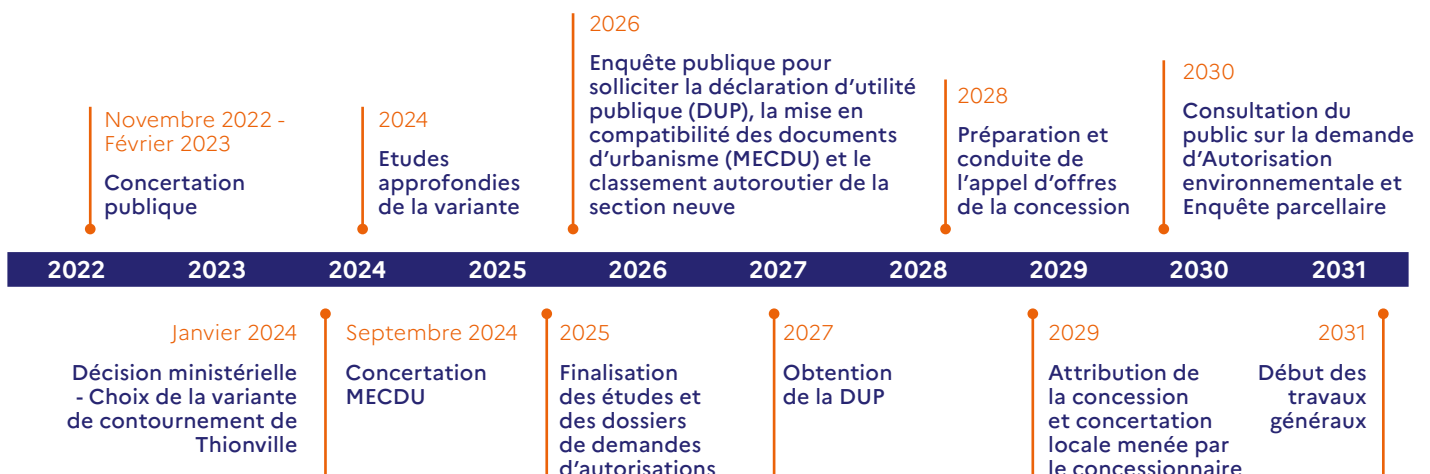 2026
Enquête publique pour
solliciter la déclaration d’utilité
publique (DUP), la mise en
compatibilité des documents
d’urbanisme (MECDU) et le
classement autoroutier de la
section neuve
2030
Consultation du
public sur la demande
d’Autorisation
environnementale et
Enquête parcellaire
2028
Préparation et
conduite de
l’appel d’offres
de la concession
Novembre 2022 -
Février 2023
Concertation
publique
2024
Etudes
approfondies
de la variante
2022 2023 2024 2025 2026 2027 2028 2029 2030 2031
Janvier 2024
Décision ministérielle
- Choix de la variante
de contournement de
Thionville
Septembre 2024
Concertation
MECDU
2025
Finalisation
des études et
des dossiers
de demandes
d’autorisations
2027
Obtention
de la DUP
2029
Attribution de
la concession
et concertation
locale menée par
le concessionnaire
2031
Début des
travaux
généraux